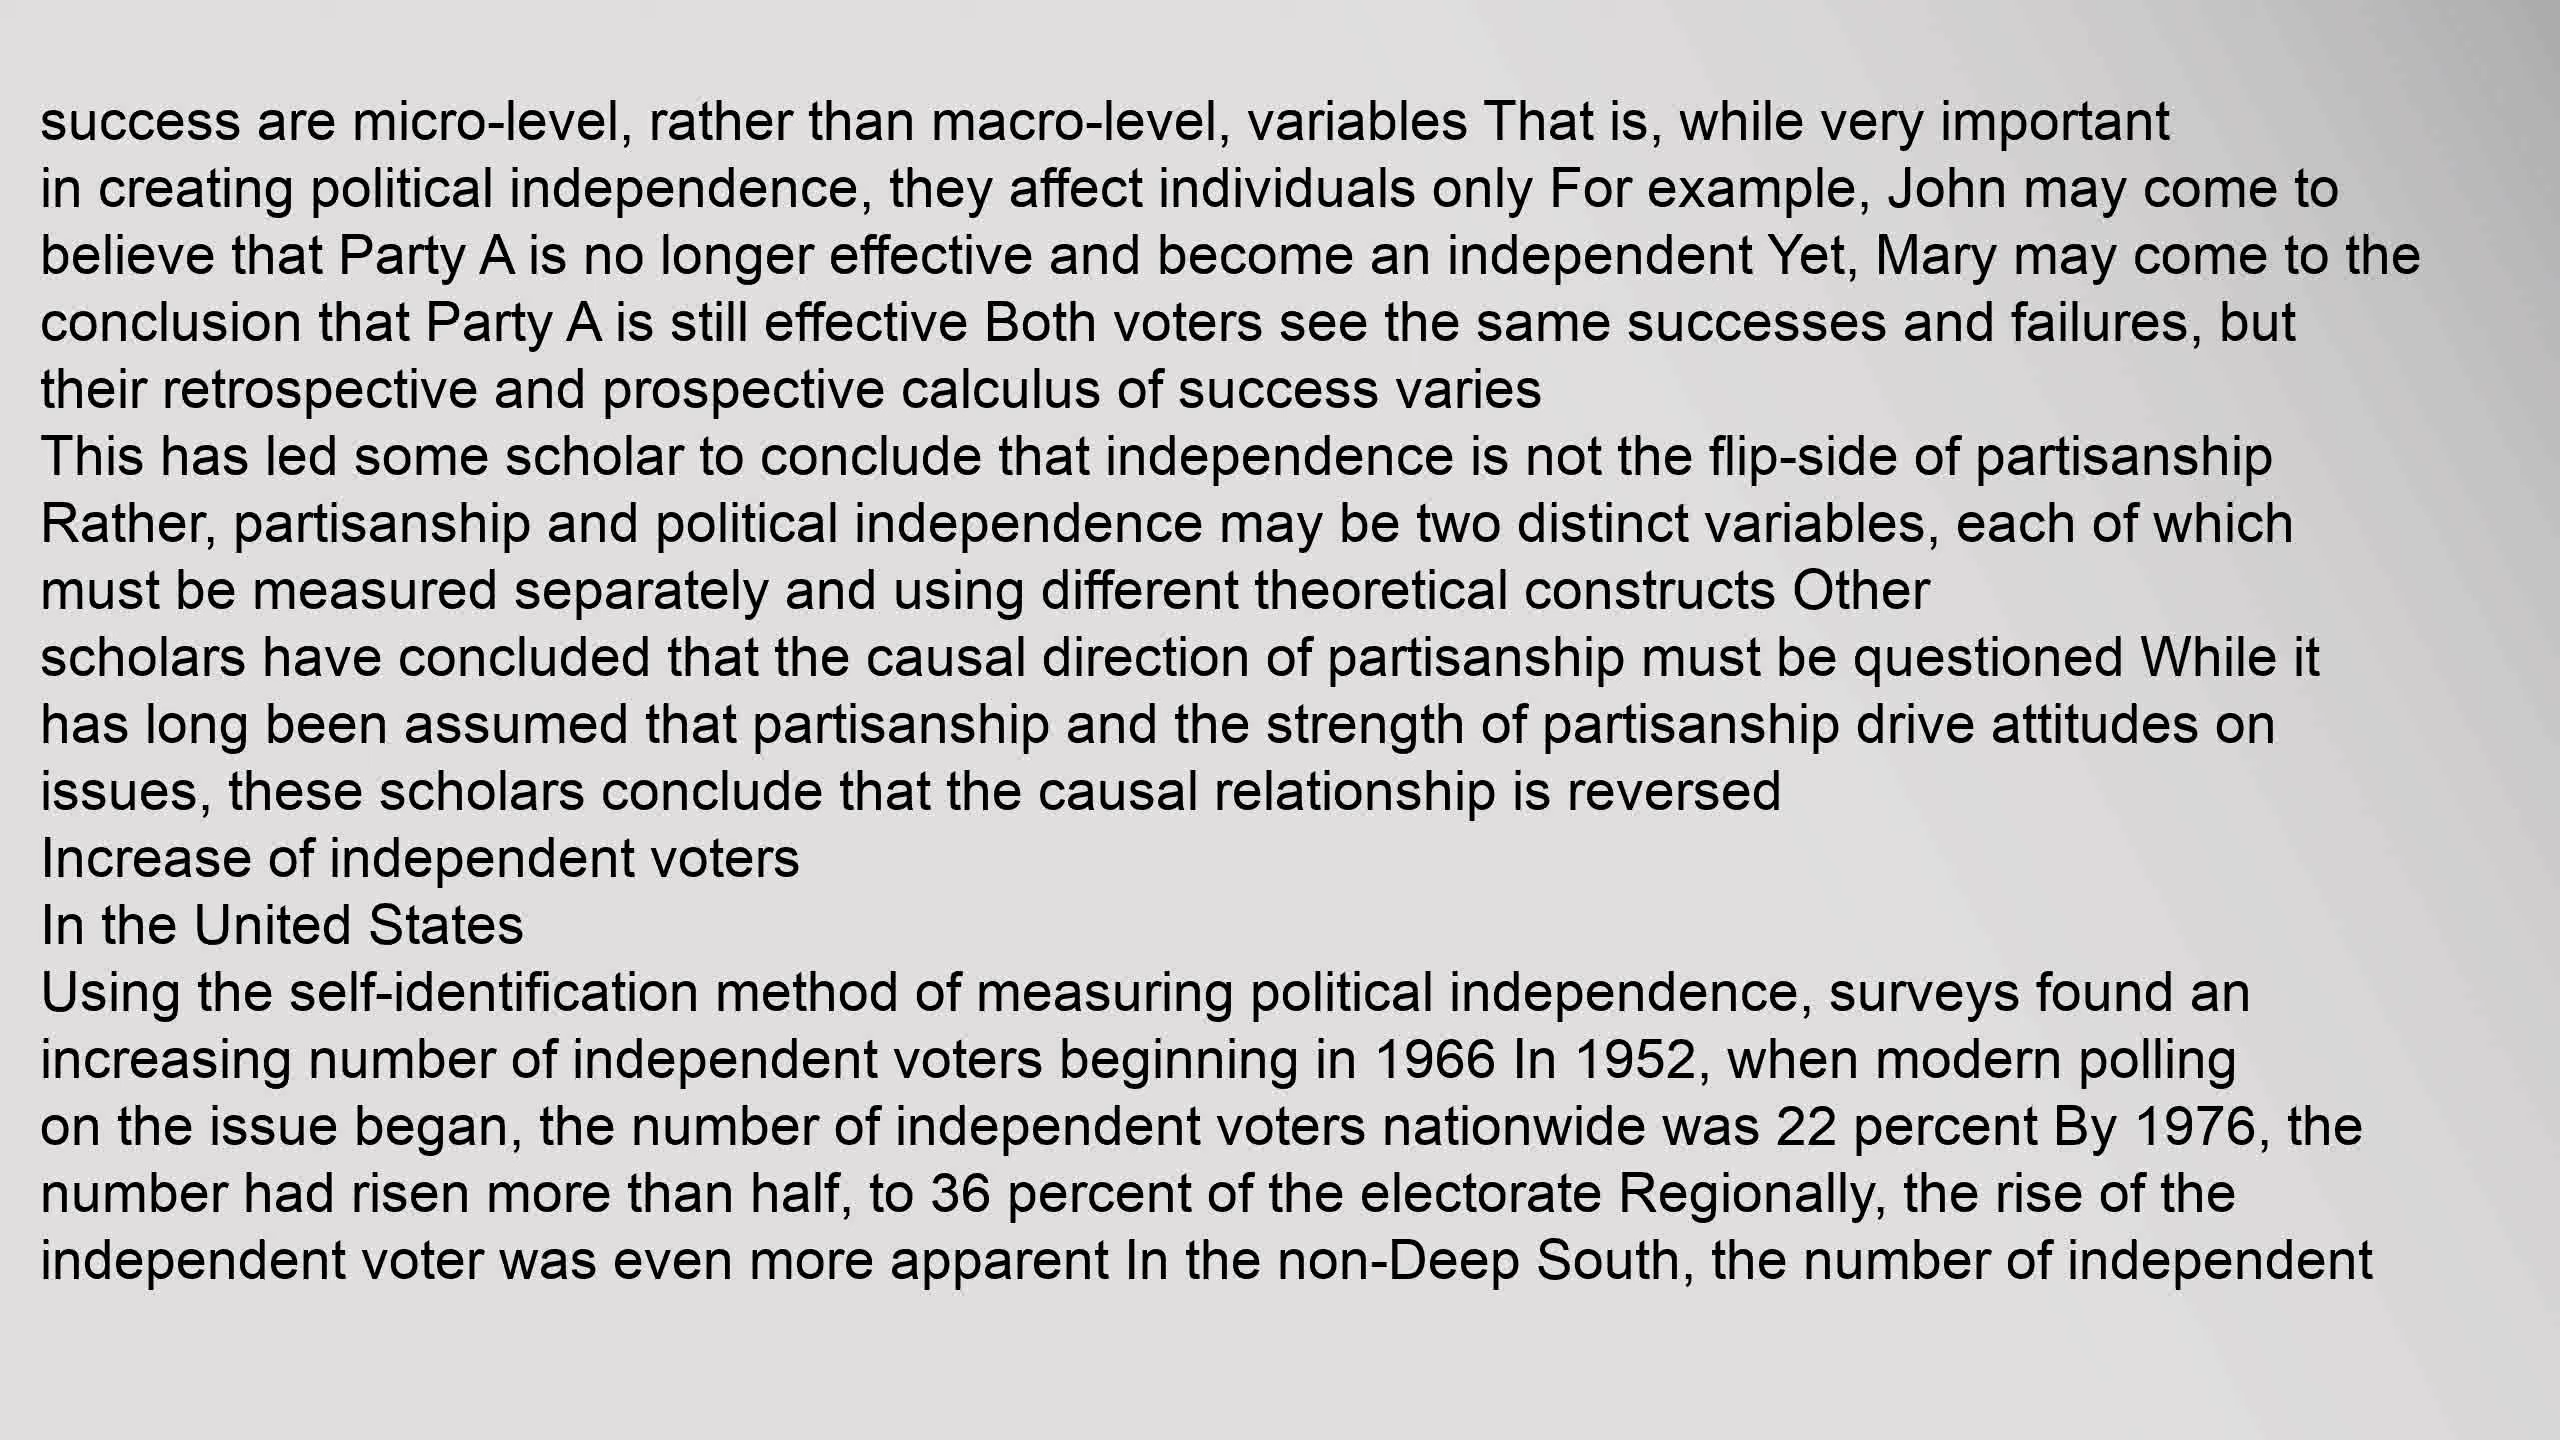 success are micro-level, rather than macro-level, variables That is, while very important
in creating political independence, they affect individuals only For example, John may come to
believe that Party A is no longer effective and become an independent Yet, Mary may come to the
conclusion that Party A is still effective Both voters see the same successes and failures, but
their retrospective and prospective calculus of success varies
This has led some scholar to conclude that independence is not the flip-side of partisanship
Rather, partisanship and political independence may be two distinct variables, each of which
must be measured separately and using different theoretical constructs Other
scholars have concluded that the causal direction of partisanship must be questioned While it
has long been assumed that partisanship and the strength of partisanship drive attitudes on
issues, these scholars conclude that the causal relationship is reversed
Increase of independent voters
In the United States
Using the self-identification method of measuring political independence, surveys found an
increasing number of independent voters beginning in 1966 In 1952, when modern polling
on the issue began, the number of independent voters nationwide was 22 percent By 1976, the
number had risen more than half, to 36 percent of the electorate Regionally, the rise of the
independent voter was even more apparent In the non-Deep South, the number of independent